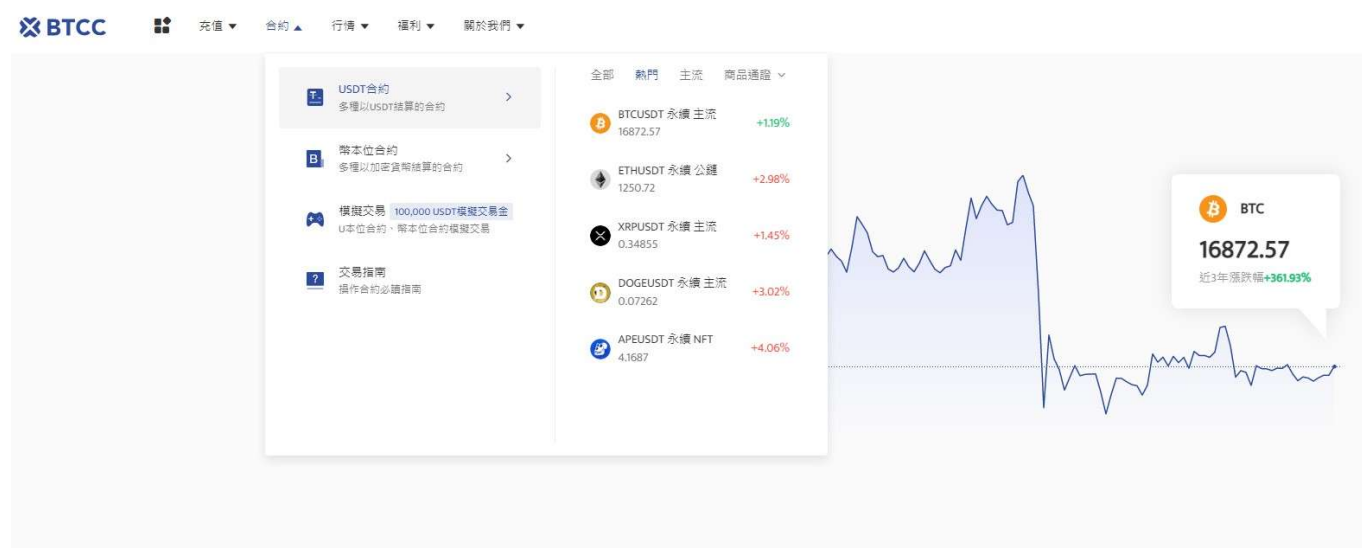 BTCC
充值 ▼ 合約 ▲ 行情 ▼ 福利 ▼ 關於我們 ▼
USDT合約
多種以USDT結算的合約
幣本位合約
多種以加密貨幣結算的合約
模擬交易 100,000 USDT模擬交易金
U本位合約、幣本位合約模擬交易
交易指南
操作合約必讀指南
全部 熱門 主流 商品通證
BTCUSDT 永續 主流
16872.57
+1.19%
ETHUSDT 永續 公鏈
1250.72
+2.98%
XRPUSDT 永續 主流
0.34855
+1.45%
DOGEUSDT 永續 主流
0.07262
+3.02%
APEUSDT 永續 NFT
4.1687
+4.06%
BTC
16872.57
近3年漲跌幅+361.93%